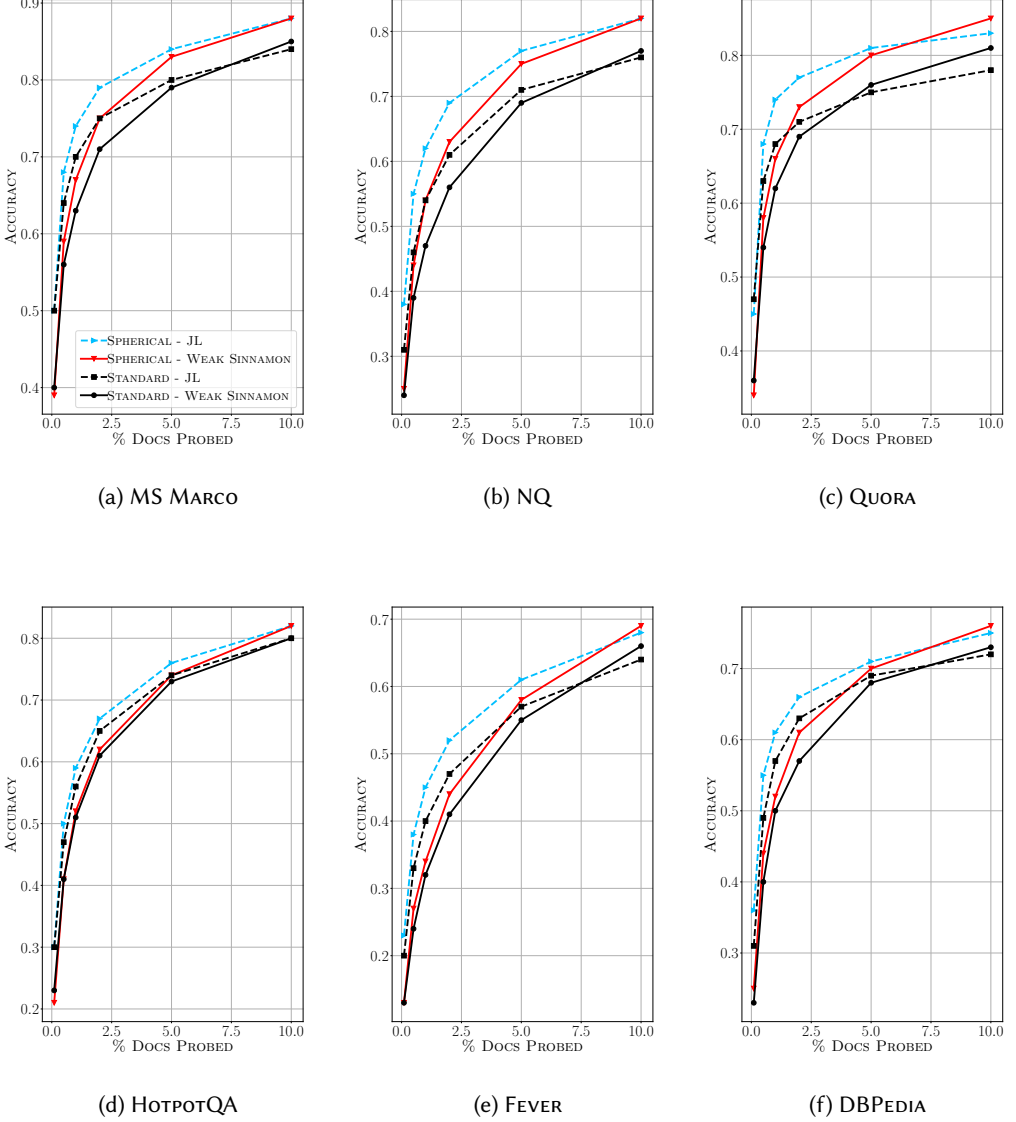 0.9
0.8
0.7
0.6
0.5
0.4
ACCURACY
SPHERICAL - JL
SPHERICAL - WEAK SINNAMON
STANDARD - JL
STANDARD - WEAK SINNAMON
0.0 2.5 5.0 7.5 10.0
% DOCS PROBED
(a) MS MARCO
0.8
0.7
0.6
0.5
0.4
0.3
ACCURACY
0.0 2.5 5.0 7.5 10.0
% DOCS PROBED
(b) NQ
0.8
0.7
0.6
0.4
ACCURACY
0.0 2.5 5.0 7.5 10.0
% DOCS PROBED
(c) QUORA
0.8
0.7
0.6
0.5
0.4
0.3
0.2
ACCURACY
0.0 2.5 5.0 7.5 10.0
% DOCS PROBED
(d) HOTPOTQA
0.7
0.6
0.5
0.4
0.3
0.2
ACCURACY
0.0 2.5 5.0 7.5 10.0
% DOCS PROBED
(e) FEVER
0.7
0.6
0.5
0.4
0.3
ACCURACY
0.0 2.5 5.0 7.5 10.0
% DOCS PROBED
(f) DBPEDIA